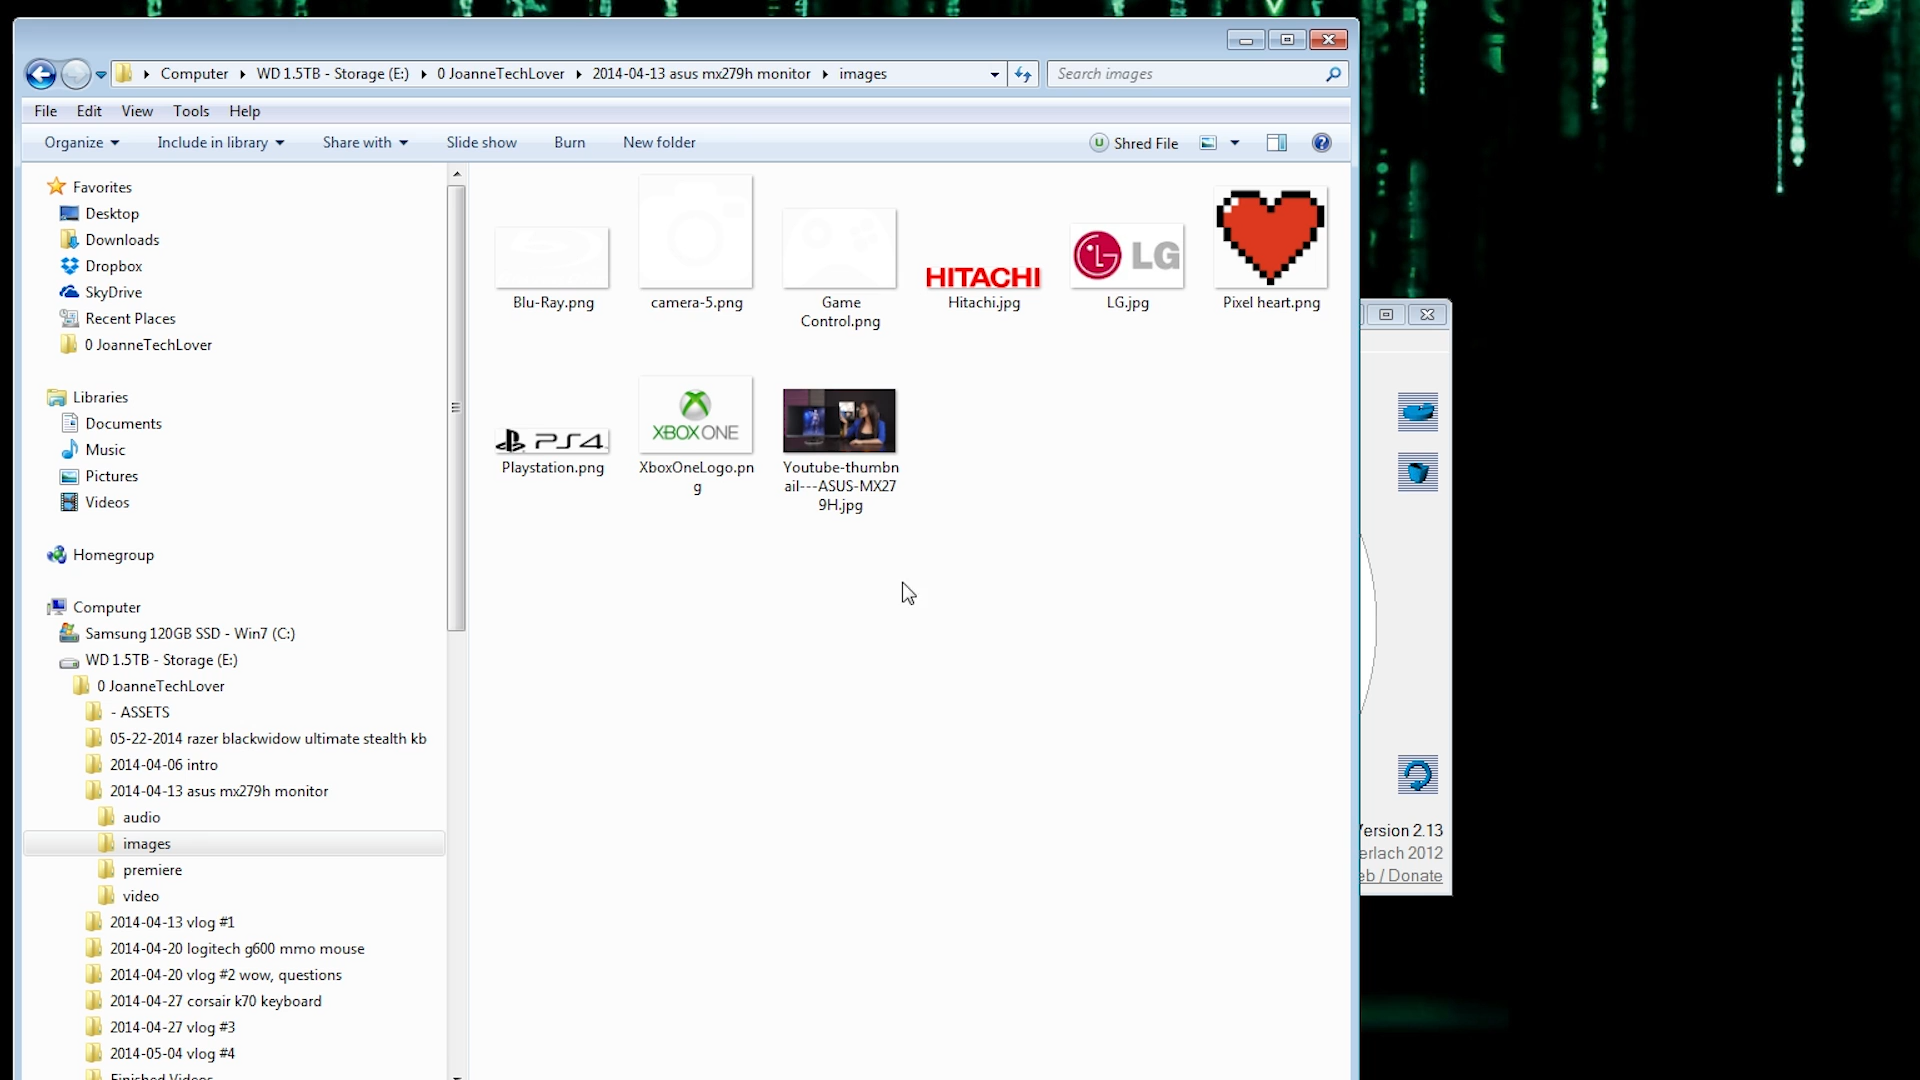 Computer WD 1.5TB - Storage (E:) 0 JoanneTechLover 2014-04-13 asus mx279h monitor images
Search images
File Edit View Tools Help
Organize Include in library Share with Slide show Burn New folder
Shred File
Favorites
Desktop
Downloads
Dropbox
SkyDrive
Recent Places
0 JoanneTechLover
Libraries
Documents
Music
Pictures
Videos
Homegroup
Computer
Samsung 120GB SSD - Win7 (C:)
WD 1.5TB - Storage (E:)
0 JoanneTechLover
- ASSETS
05-22-2014 razer blackwidow ultimate stealth kb
2014-04-06 intro
2014-04-13 asus mx279h monitor
audio
images
premiere
video
2014-04-13 vlog #1
2014-04-20 logitech g600 mmo mouse
2014-04-20 vlog #2 wow, questions
2014-04-27 corsair k70 keyboard
2014-04-27 vlog #3
2014-05-04 vlog #4
Finished Videos
HITACHI
LG
Blu-Ray.png
camera-5.png
Game
Control.png
Hitachi.jpg
LG.jpg
Pixel heart.png
PS4
XBOX ONE
Playstation.png
XboxOneLogo.pn
g
Youtube-thumbn
ail---ASUS-MX27
9H.jpg
ersion 2.13
erlach 2012
eb / Donate